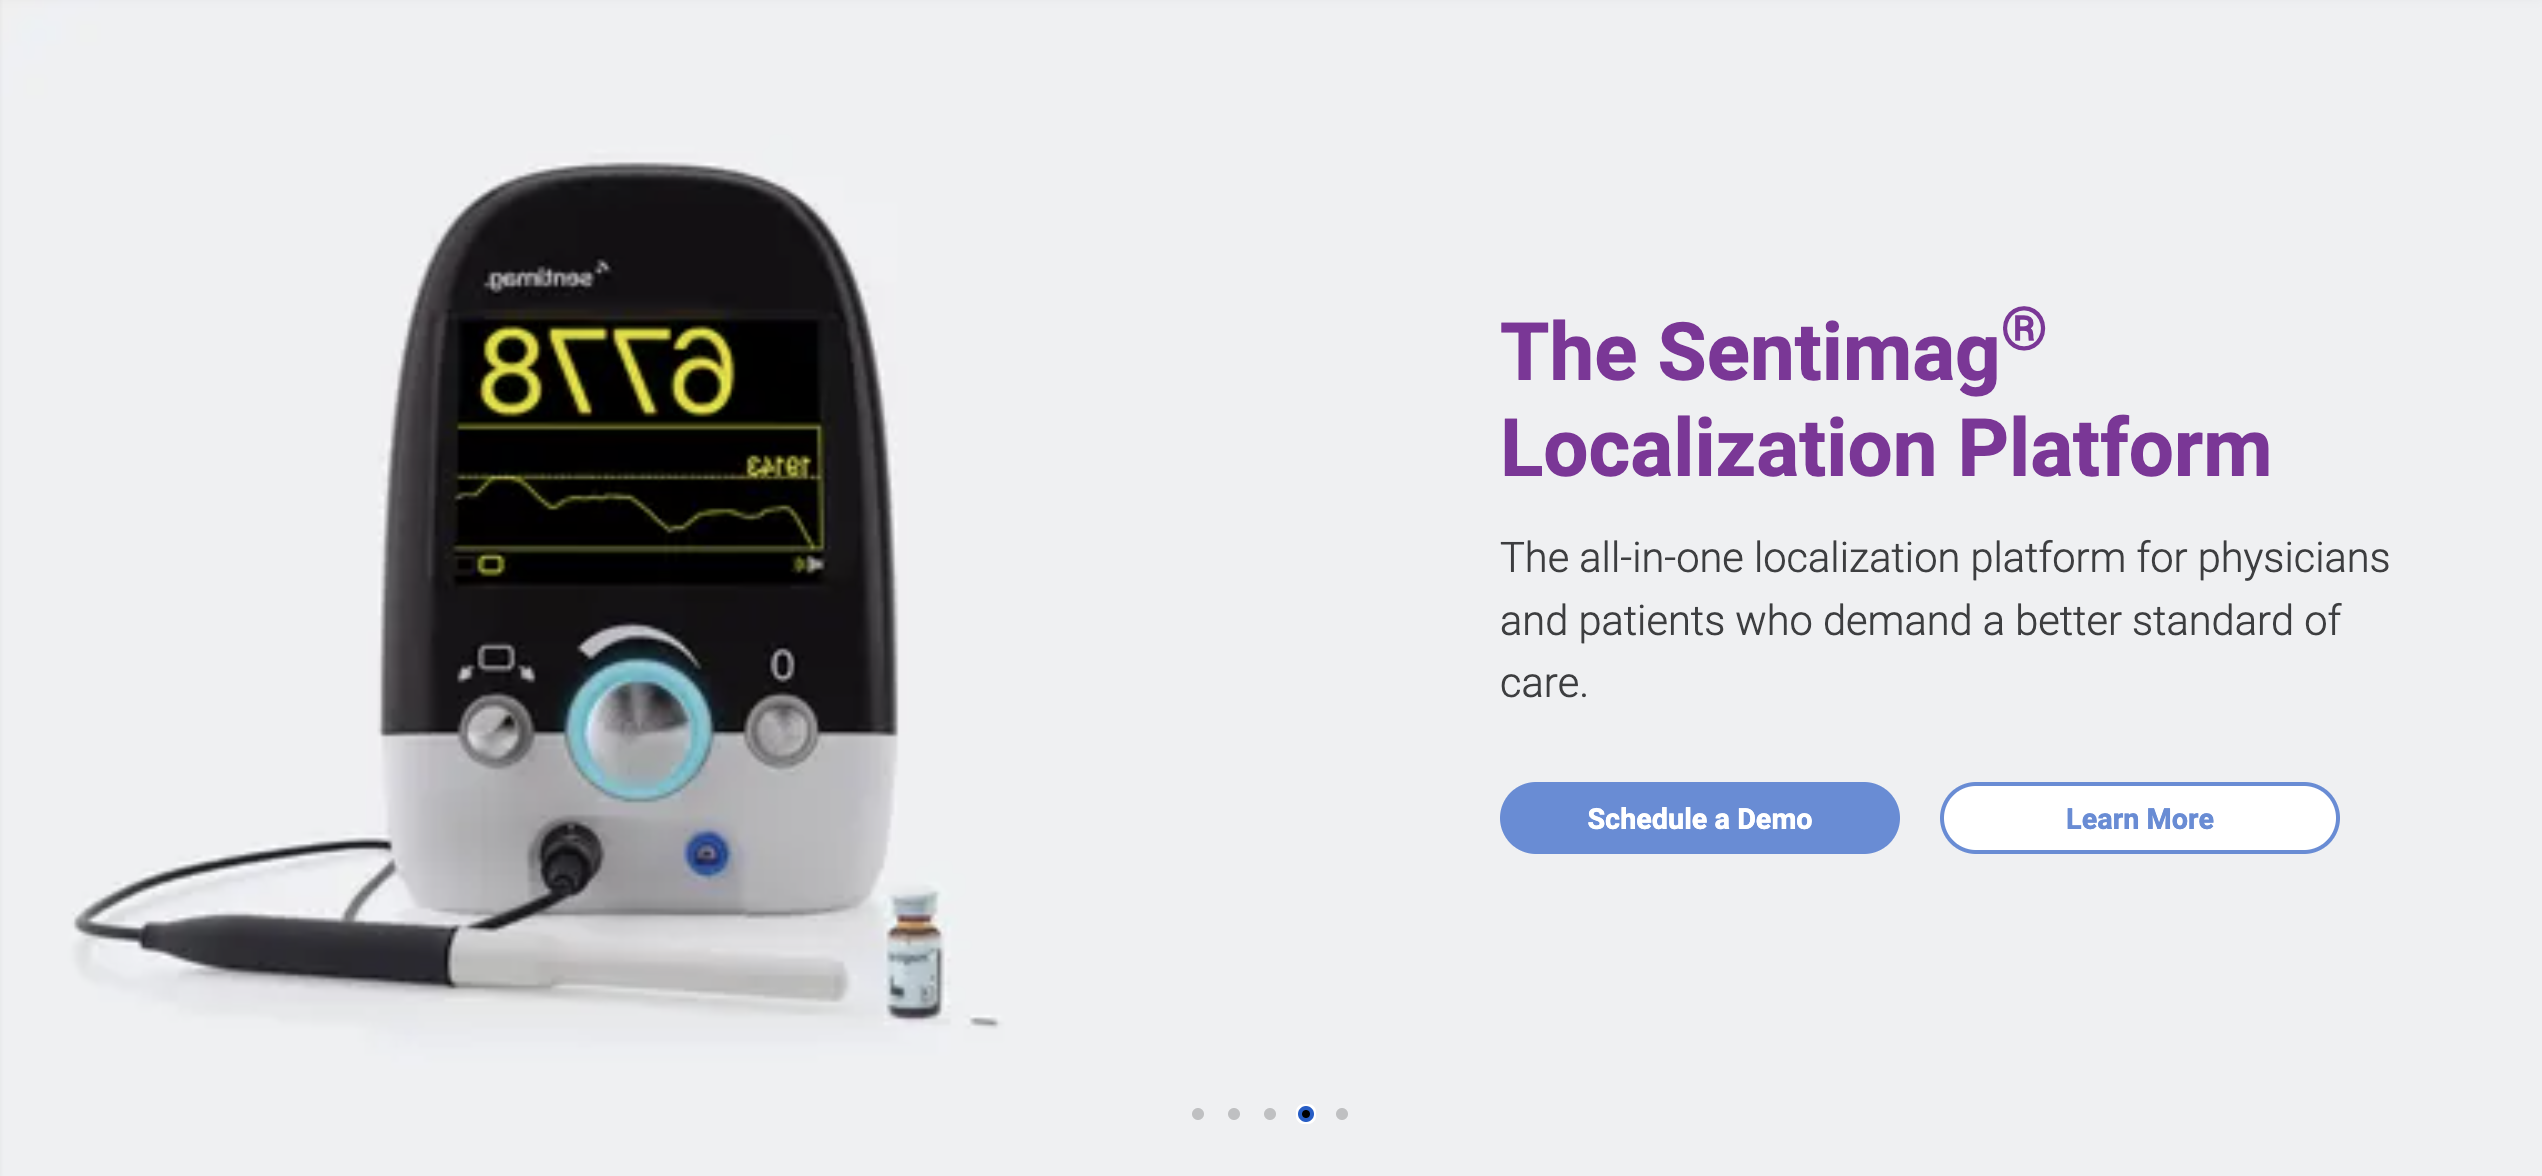 sentimag.
6778
19143
0
The Sentimag®
Localization Platform
The all-in-one localization platform for physicians
and patients who demand a better standard of
care.
Schedule a Demo
Learn More